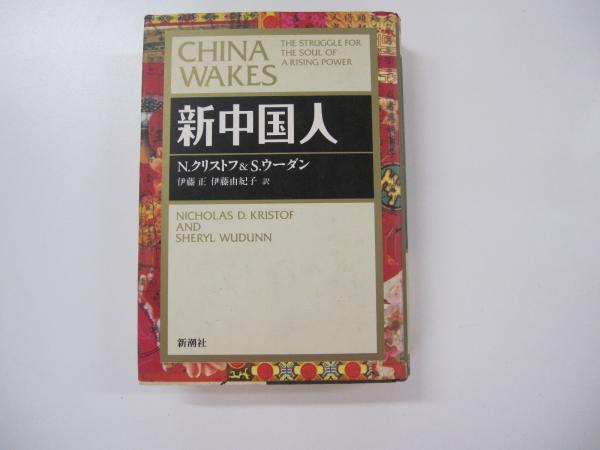 CHINA
WAKES
THE STRUGGLE FOR
THE SOUL OF
A RISING POWER
新中国人
N.クリストフ&S.ウーダン
伊藤 正 伊藤由紀子 訳
NICHOLAS D. KRISTOF
AND
SHERYL WUDUNN
新潮社